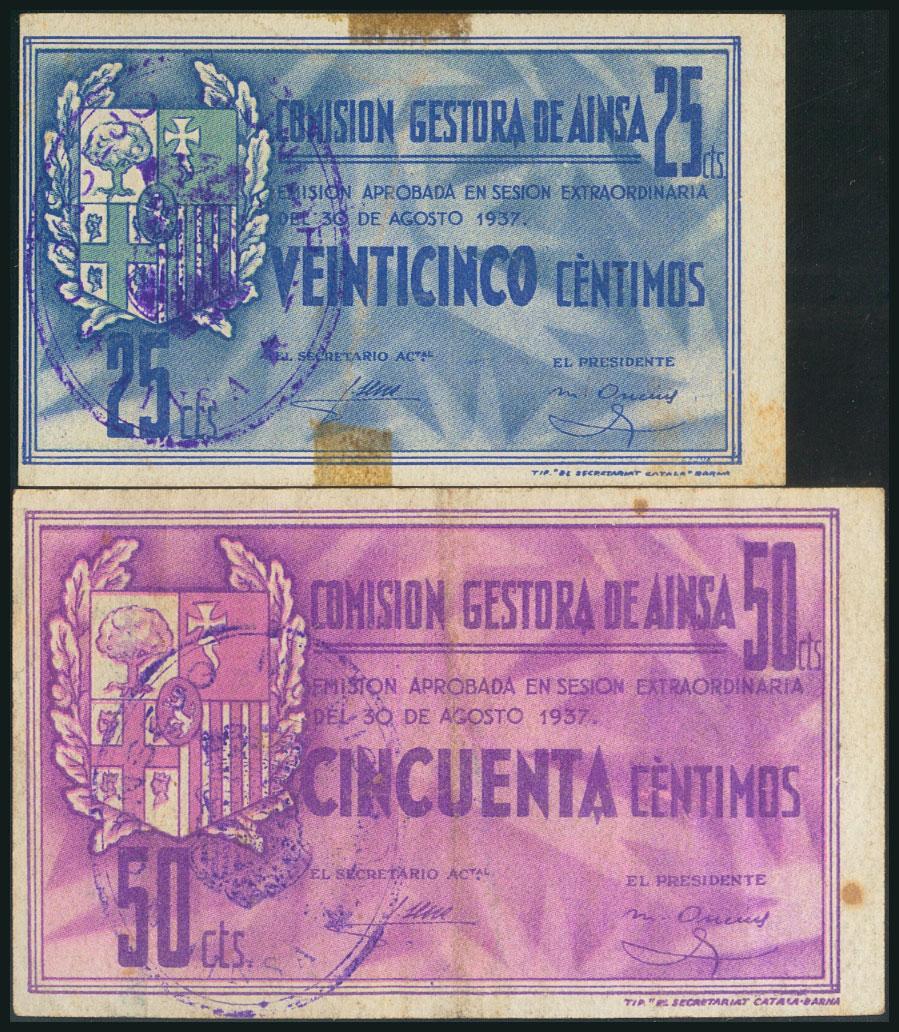 COMISION GESTORA DE AINSA 25 cts.
EMISIÓN APROBADA EN SESION EXTRAORDINARIA
DEL 30 DE AGOSTO 1937.
VEINTICINCO CÈNTIMOS
EL SECRETARIO ACTAL
EL PRESIDENTE
25 cts
TIP. "EL SECRETARIAT CATALA" BARNA
COMISION GESTORA DE AINSA 50 cts
EMISIÓN APROBADA EN SESION EXTRAORDINARIA
DEL 30 DE AGOSTO 1937.
CINCUENTA CÈNTIMOS
EL SECRETARIO ACTAL
EL PRESIDENTE
50 cts.
TIP. "EL SECRETARIAT CATALA-BARNA